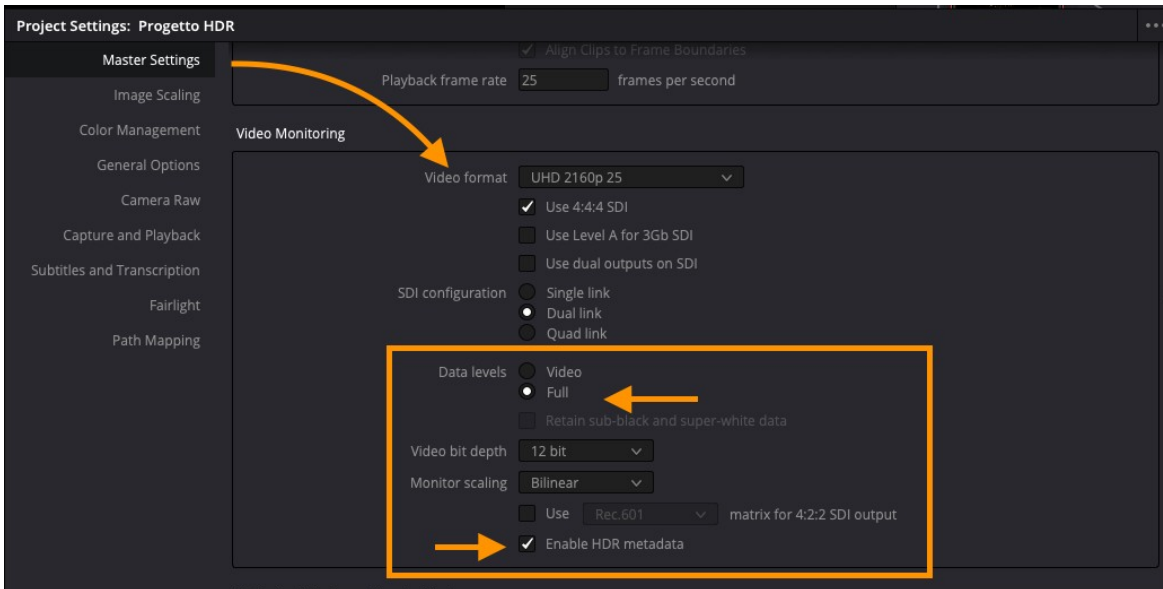 Project Settings: Progetto HDR
Master Settings
Image Scaling
Color Management
General Options
Camera Raw
Capture and Playback
Subtitles and Transcription
Fairlight
Path Mapping
Align Clips to Frame Boundaries
Playback frame rate 25 frames per second
Video Monitoring
Video format UHD 2160p 25
Use 4:4:4 SDI
Use Level A for 3Gb SDI
Use dual outputs on SDI
SDI configuration Single link
Dual link
Quad link
Data levels Video
Full
Retain sub-black and super-white data
Video bit depth 12 bit
Monitor scaling Bilinear
Use Rec.601 matrix for 4:2:2 SDI output
Enable HDR metadata